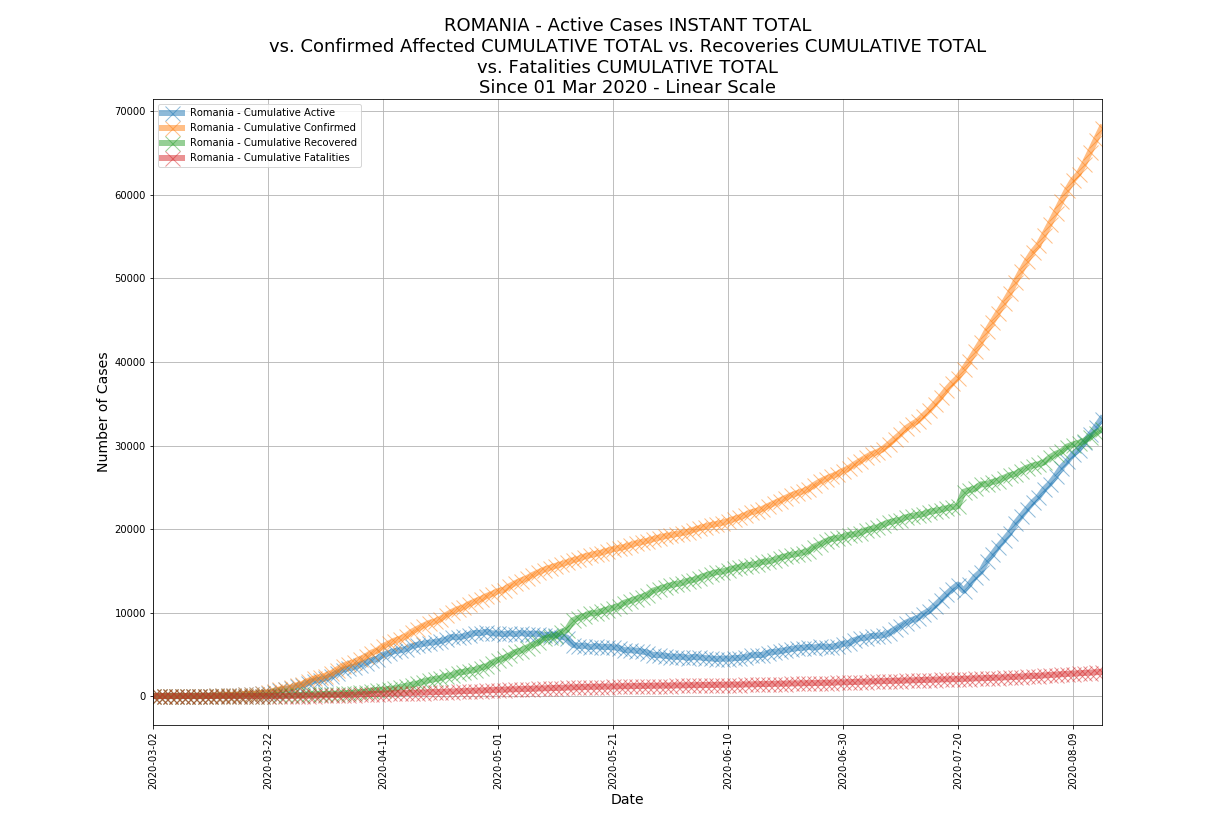 ROMANIA - Active Cases INSTANT TOTAL
vs. Confirmed Affected CUMULATIVE TOTAL vs. Recoveries CUMULATIVE TOTAL
vs. Fatalities CUMULATIVE TOTAL
Since 01 Mar 2020 - Linear Scale
Romania - Cumulative Active
Romania - Cumulative Confirmed
Romania - Cumulative Recovered
Romania - Cumulative Fatalities
Number of Cases
70000
60000
50000
40000
30000
20000
10000
0
2020-03-02
2020-03-22
2020-04-11
2020-05-01
2020-05-21
2020-06-10
2020-06-30
2020-07-20
2020-08-09
Date